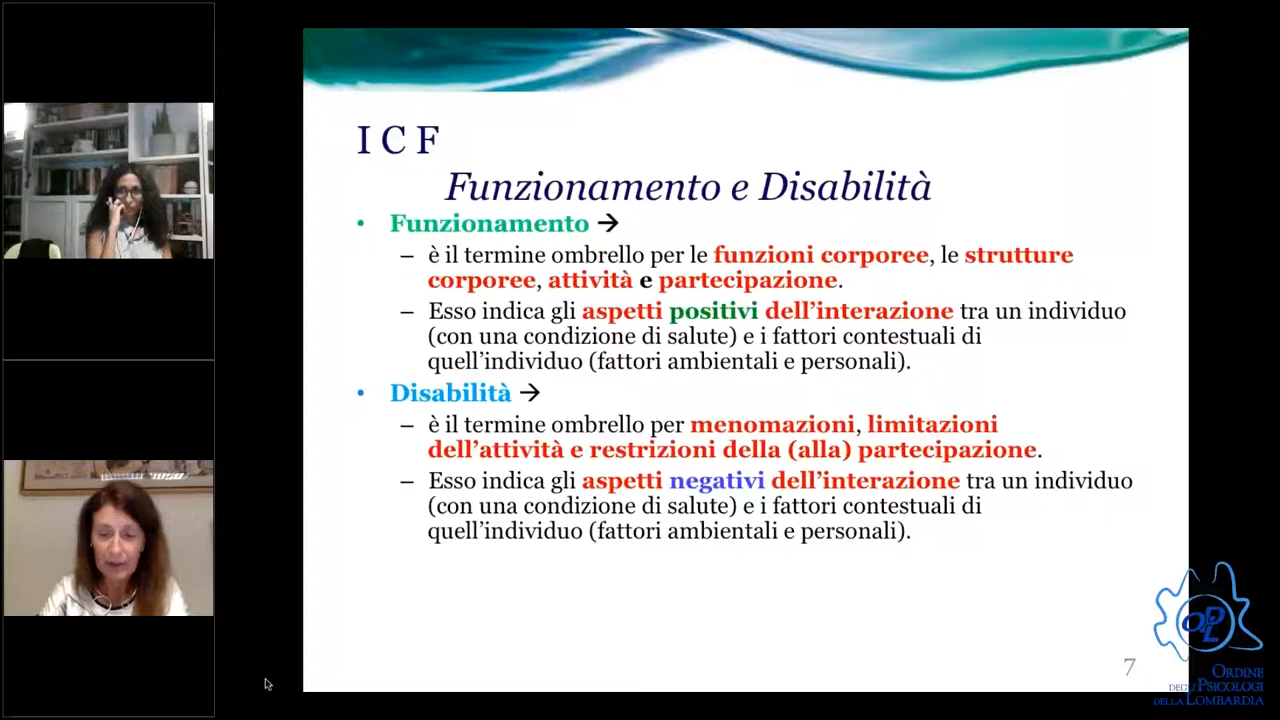 I C F
Funzionamento e Disabilità
• Funzionamento →
– è il termine ombrello per le funzioni corporee, le strutture
corporee, attività e partecipazione.
– Esso indica gli aspetti positivi dell’interazione tra un individuo
(con una condizione di salute) e i fattori contestuali di
quell’individuo (fattori ambientali e personali).
• Disabilità →
– è il termine ombrello per menomazioni, limitazioni
dell’attività e restrizioni della (alla) partecipazione.
– Esso indica gli aspetti negativi dell’interazione tra un individuo
(con una condizione di salute) e i fattori contestuali di
quell’individuo (fattori ambientali e personali).
7
OPL
ORDINE
DEGLI PSICOLOGI
DELLA LOMBARDIA